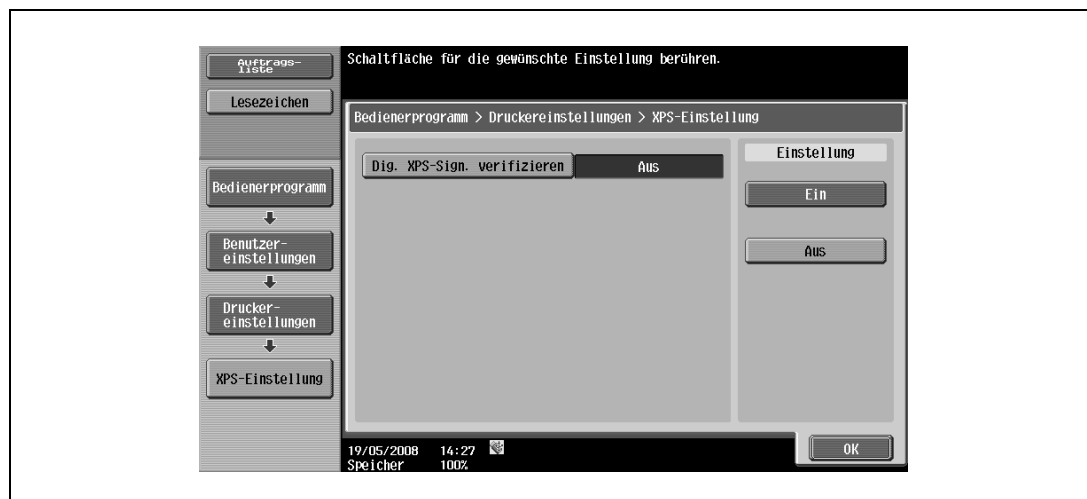 Auftrags-
liste
Lesezeichen
Schaltfläche für die gewünschte Einstellung berühren.
Bedienerprogramm > Druckereinstellungen > XPS-Einstellung
Dig. XPS-Sign. verifizieren
Aus
Einstellung
Ein
Aus
Bedienerprogramm
Benutzer-
einstellungen
Drucker-
einstellungen
XPS-Einstellung
19/05/2008 14:27
Speicher 100%
OK